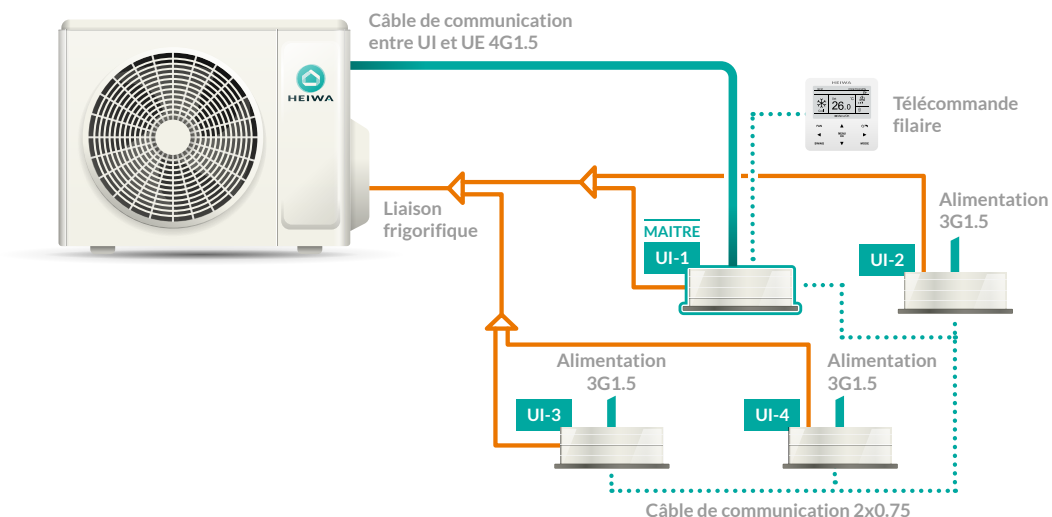 Câble de communication
entre UI et UE 4G1.5
HEIWA
HEIWA
26.0
Télécommande
filaire
Liaison
frigorifique
MAITRE
UI-1
Alimentation
3G1.5
UI-2
Alimentation
3G1.5
UI-3
Alimentation
3G1.5
UI-4
Câble de communication 2x0.75